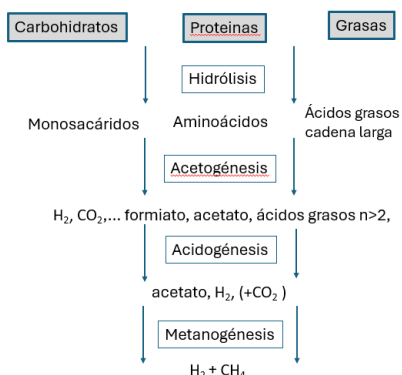 Carbohidratos Proteinas Grasas
Hidrólisis
Monosacáridos Aminoácidos Ácidos grasos
cadena larga
Acetogénesis
H₂, CO₂,... formiato, acetato, ácidos grasos n>2,
Acidogénesis
acetato, H₂, (+CO₂ )
Metanogénesis
H₂ + CH₄